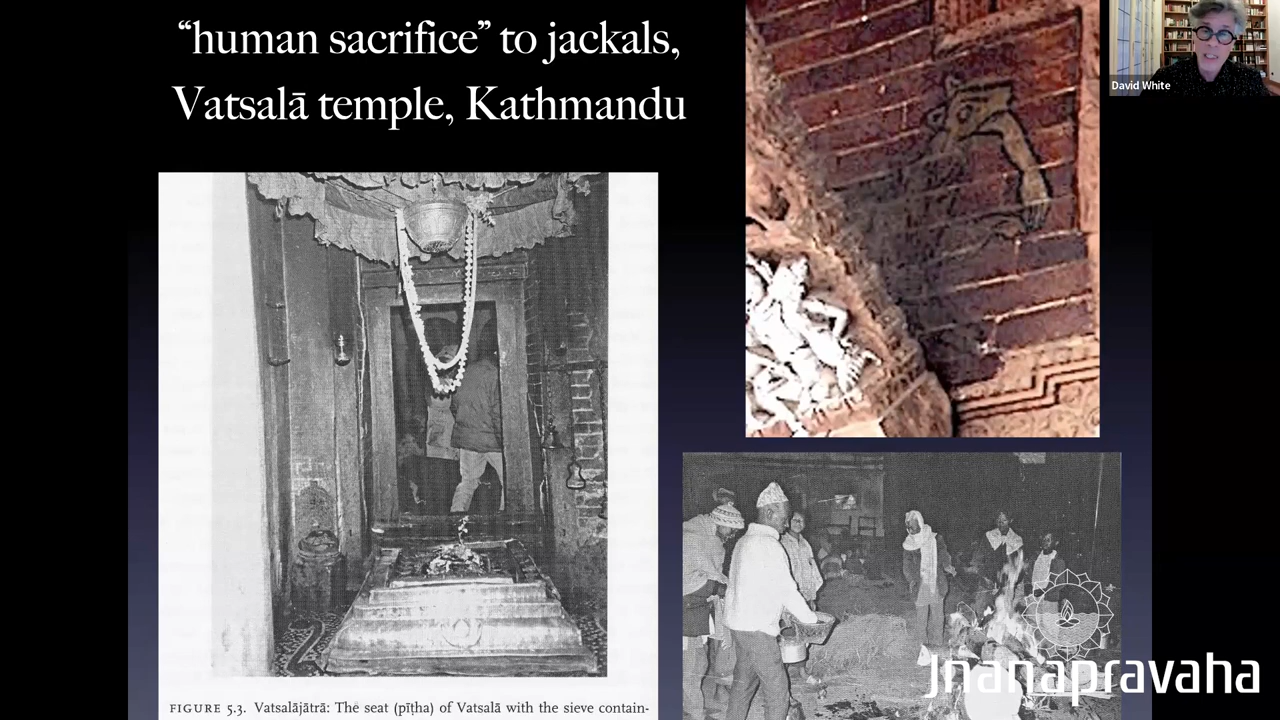 “human sacrifice” to jackals,
Vatsalā temple, Kathmandu
David White
FIGURE 5.3. Vatsalājātrā: The seat (pīṭha) of Vatsalā with the sieve contain-
Jnanapravaha